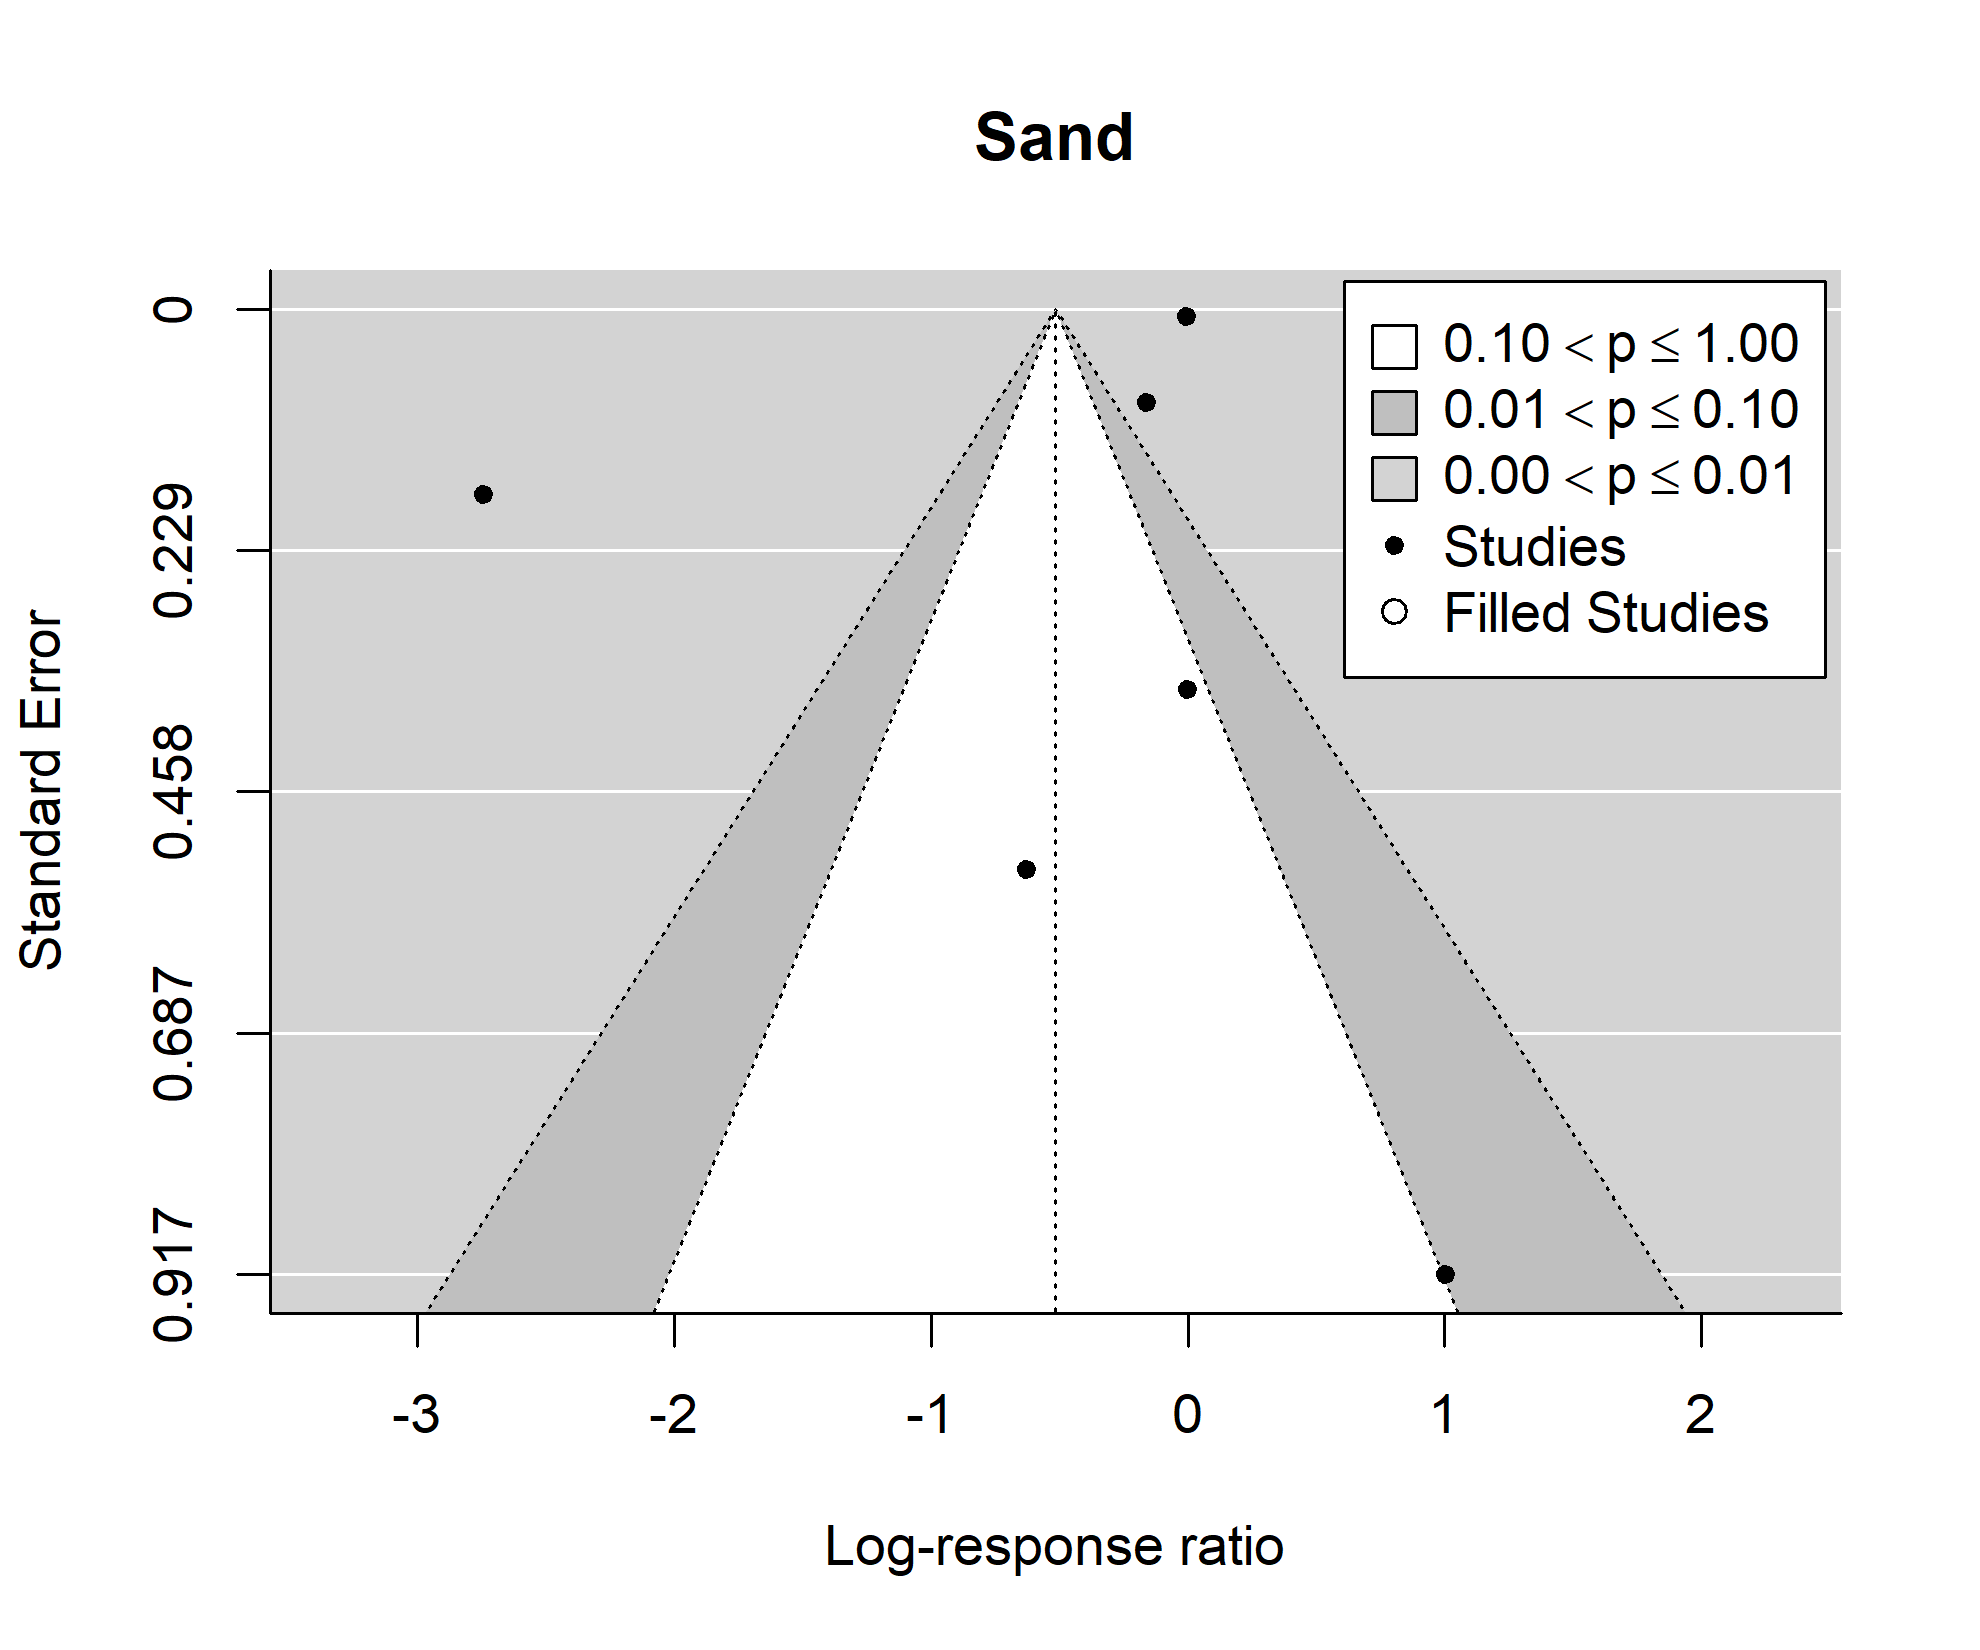 Sand
0.10 < p ≤ 1.00
0.01 < p ≤ 0.10
0.00 < p ≤ 0.01
Studies
Filled Studies
Standard Error
0
0.229
0.458
0.687
0.917
-3 -2 -1 0 1 2
Log-response ratio